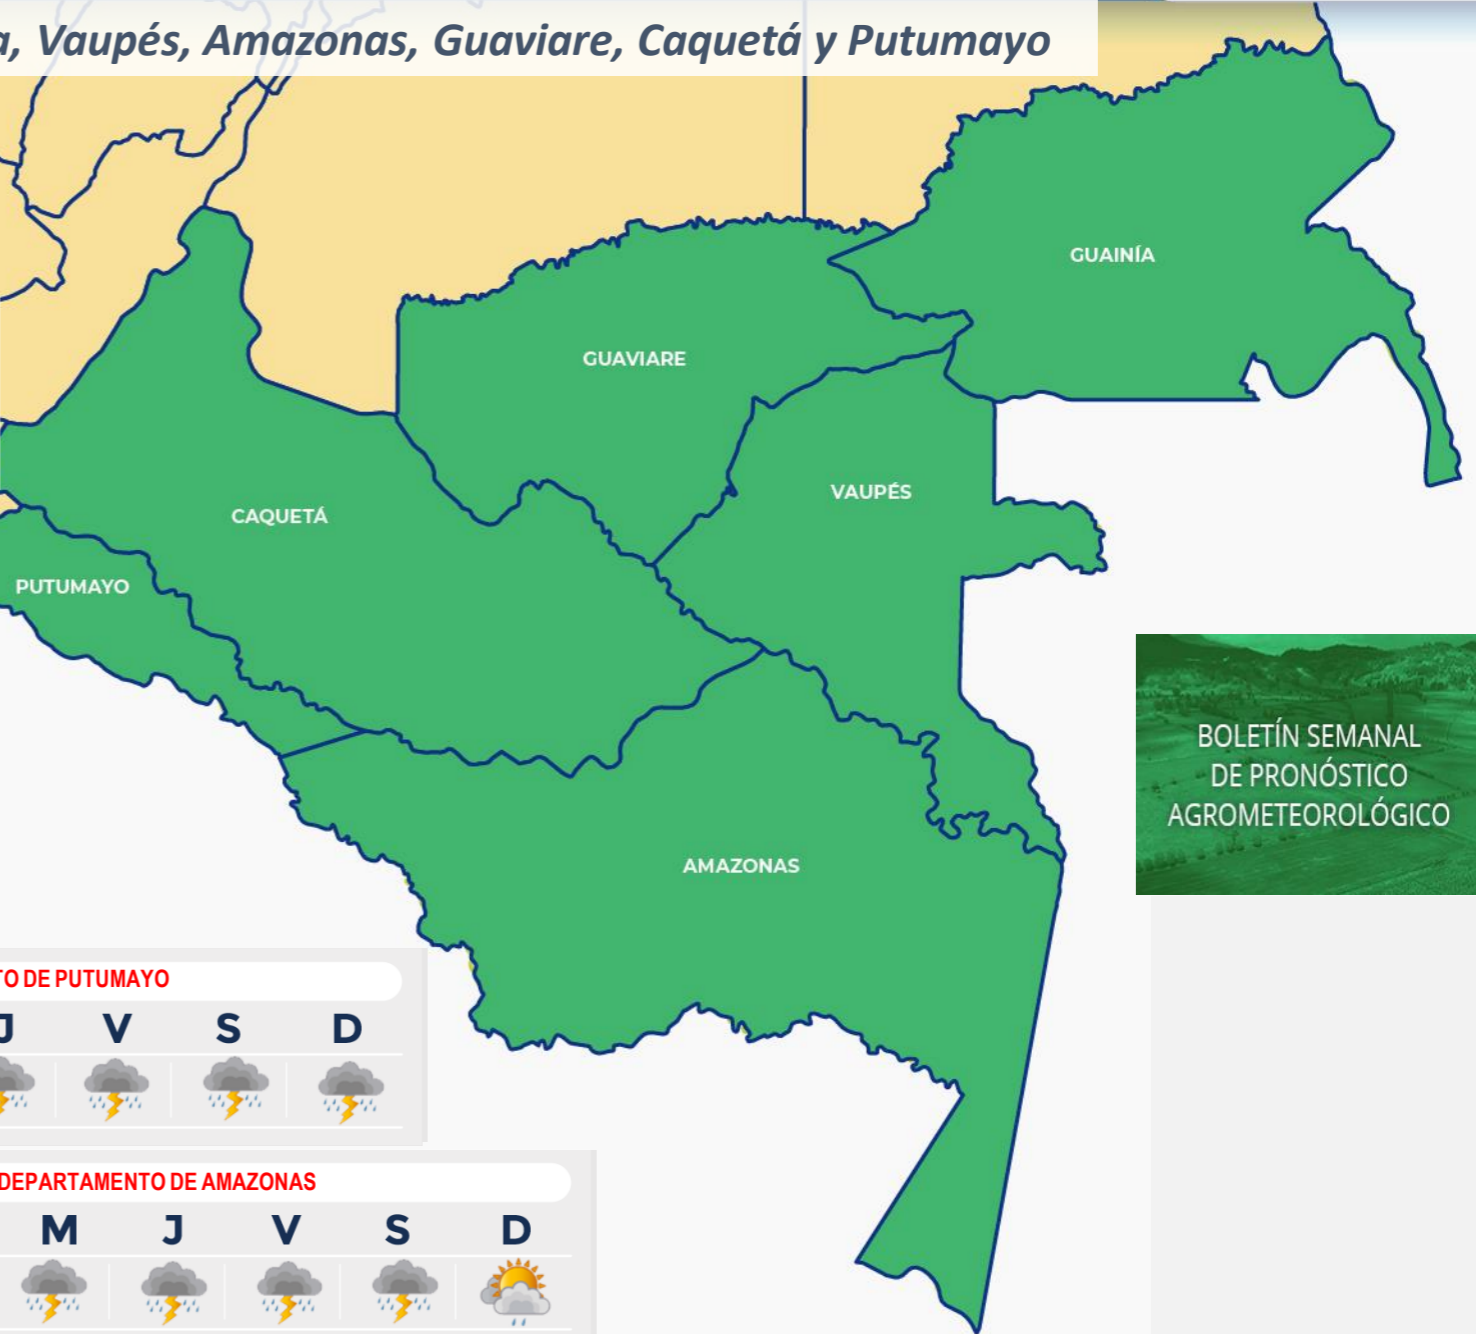 a, Vaupés, Amazonas, Guaviare, Caquetá y Putumayo
GUAINÍA
GUAVIARE
VAUPÉS
CAQUETÁ
PUTUMAYO
BOLETÍN SEMANAL
DE PRONÓSTICO
AGROMETEOROLÓGICO
AMAZONAS
TO DE PUTUMAYO
J V S D
DEPARTAMENTO DE AMAZONAS
M J V S D